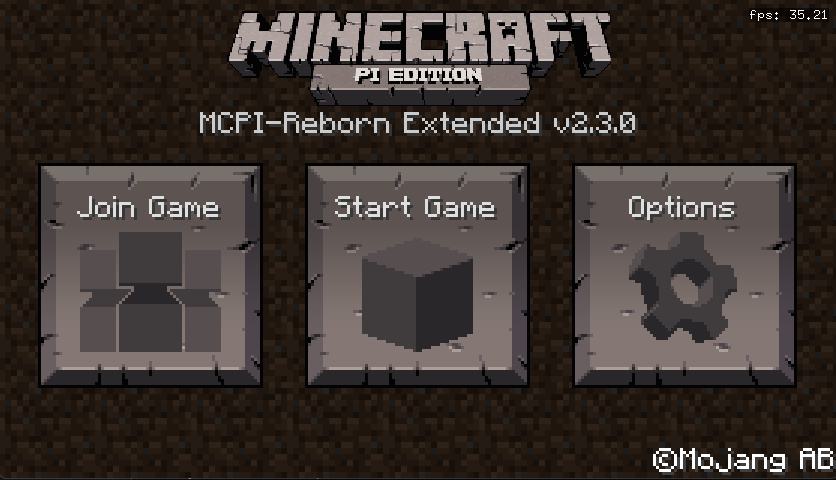 fps: 35.21
MINECRAFT
PI EDITION
MCPI-Reborn Extended v2.3.0
Join Game
Start Game
Options
©Mojang AB